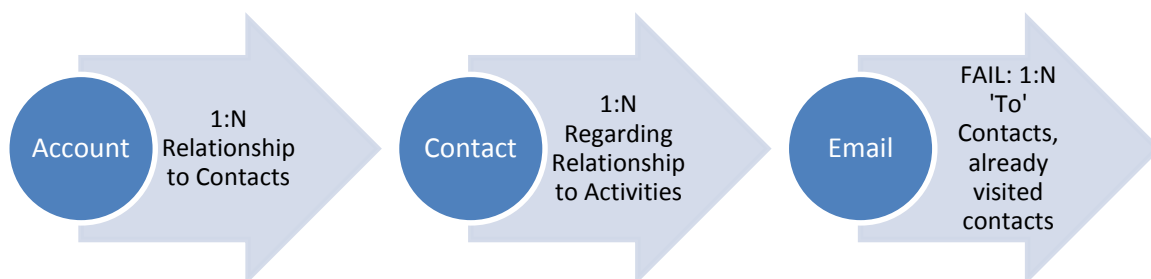 Account
1:N
Relationship
to Contacts
Contact
1:N
Regarding
Relationship
to Activities
Email
FAIL: 1:N
'To'
Contacts,
already
visited
contacts